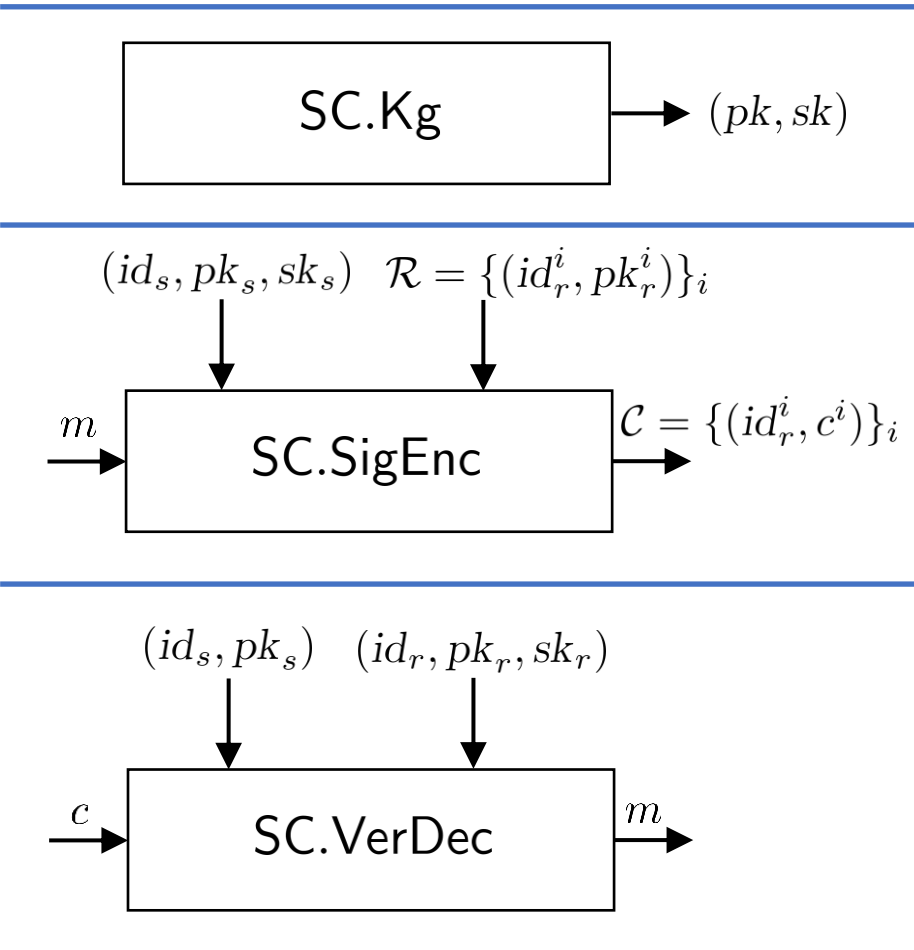 SC.Kg
(pk, sk)
(id_s, pk_s, sk_s)
ℛ = {(id_r^i, pk_r^i)}_i
m
SC.SigEnc
𝒞 = {(id_r^i, c^i)}_i
(id_s, pk_s)
(id_r, pk_r, sk_r)
c
SC.VerDec
m